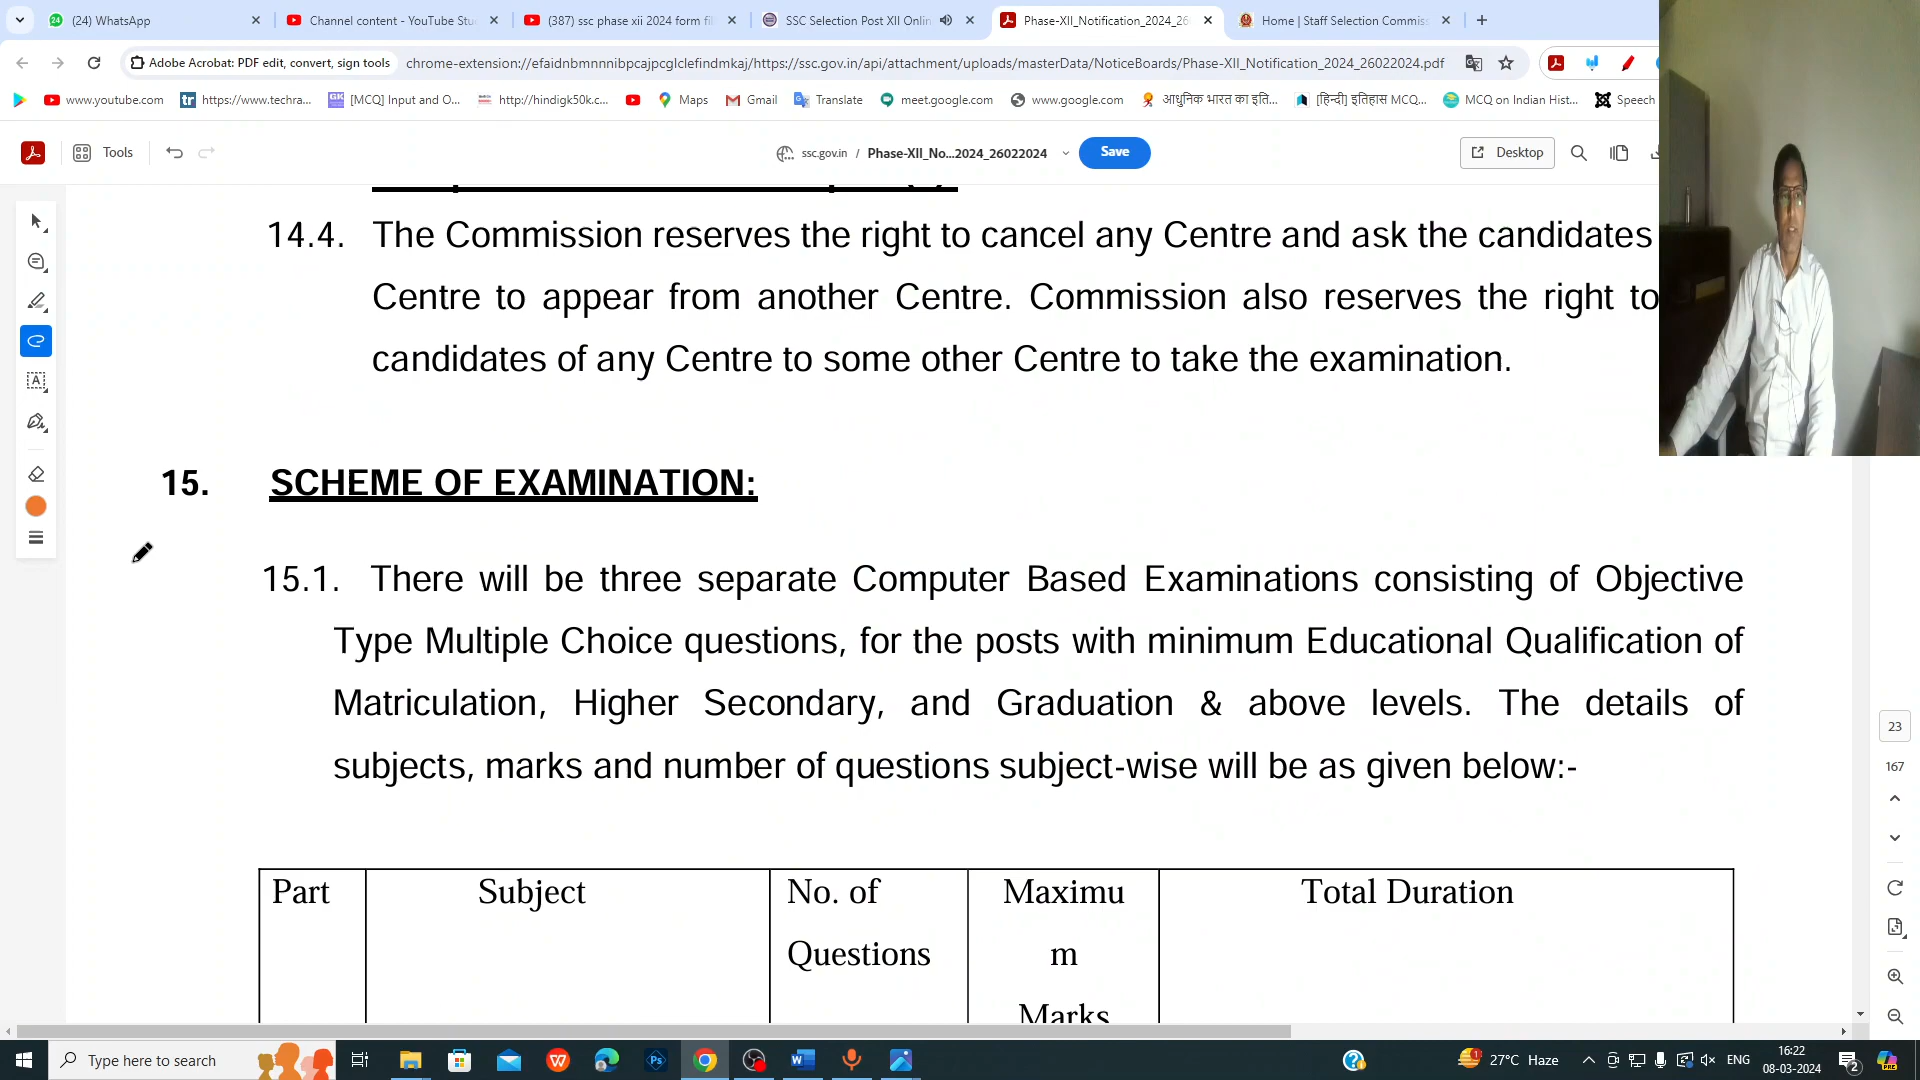 (24) WhatsApp
Channel content - YouTube Stu
(387) ssc phase xii 2024 form fil
SSC Selection Post XII Onlin
Phase-XII_Notification_2024_26
Home | Staff Selection Commis
Adobe Acrobat: PDF edit, convert, sign tools
chrome-extension://efaidnbmnnnibpcajpcglclefindmkaj/https://ssc.gov.in/api/attachment/uploads/masterData/NoticeBoards/Phase-XII_Notification_2024_26022024.pdf
www.youtube.com
https://www.techra...
[MCQ] Input and O...
http://hindigk50k.c...
Maps
Gmail
Translate
meet.google.com
www.google.com
आधुनिक भारत का इति...
[हिन्दी] इतिहास MCQ...
MCQ on Indian Hist...
Speech
Tools
ssc.gov.in / Phase-XII_No...2024_26022024
Save
Desktop
14.4. The Commission reserves the right to cancel any Centre and ask the candidates
Centre to appear from another Centre. Commission also reserves the right to
candidates of any Centre to some other Centre to take the examination.
15. SCHEME OF EXAMINATION:
15.1. There will be three separate Computer Based Examinations consisting of Objective
Type Multiple Choice questions, for the posts with minimum Educational Qualification of
Matriculation, Higher Secondary, and Graduation & above levels. The details of
subjects, marks and number of questions subject-wise will be as given below:-
Part
Subject
No. of
Questions
Maximu
m
Marks
Total Duration
23
167
Type here to search
27°C Haze
ENG
16:22
08-03-2024
2